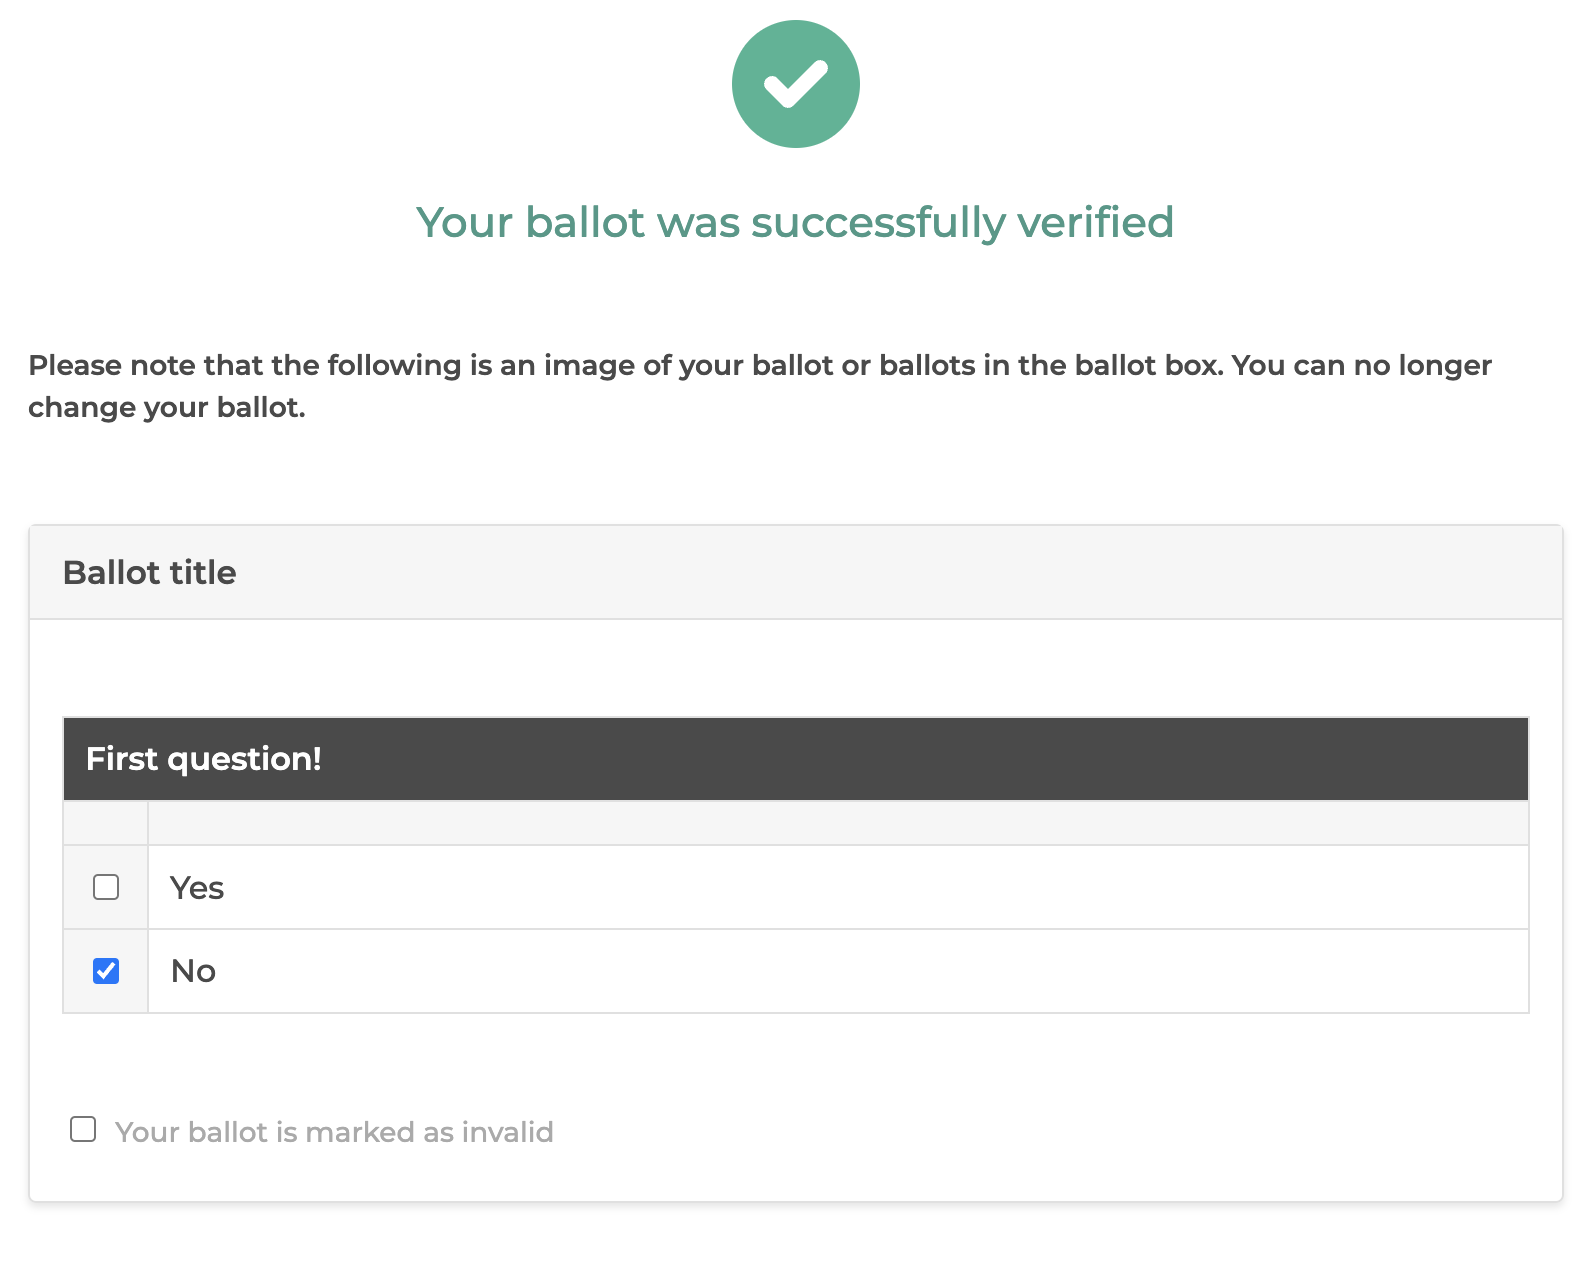 Your ballot was successfully verified
Please note that the following is an image of your ballot or ballots in the ballot box. You can no longer
change your ballot.
Ballot title
First question!
Yes
No
Your ballot is marked as invalid